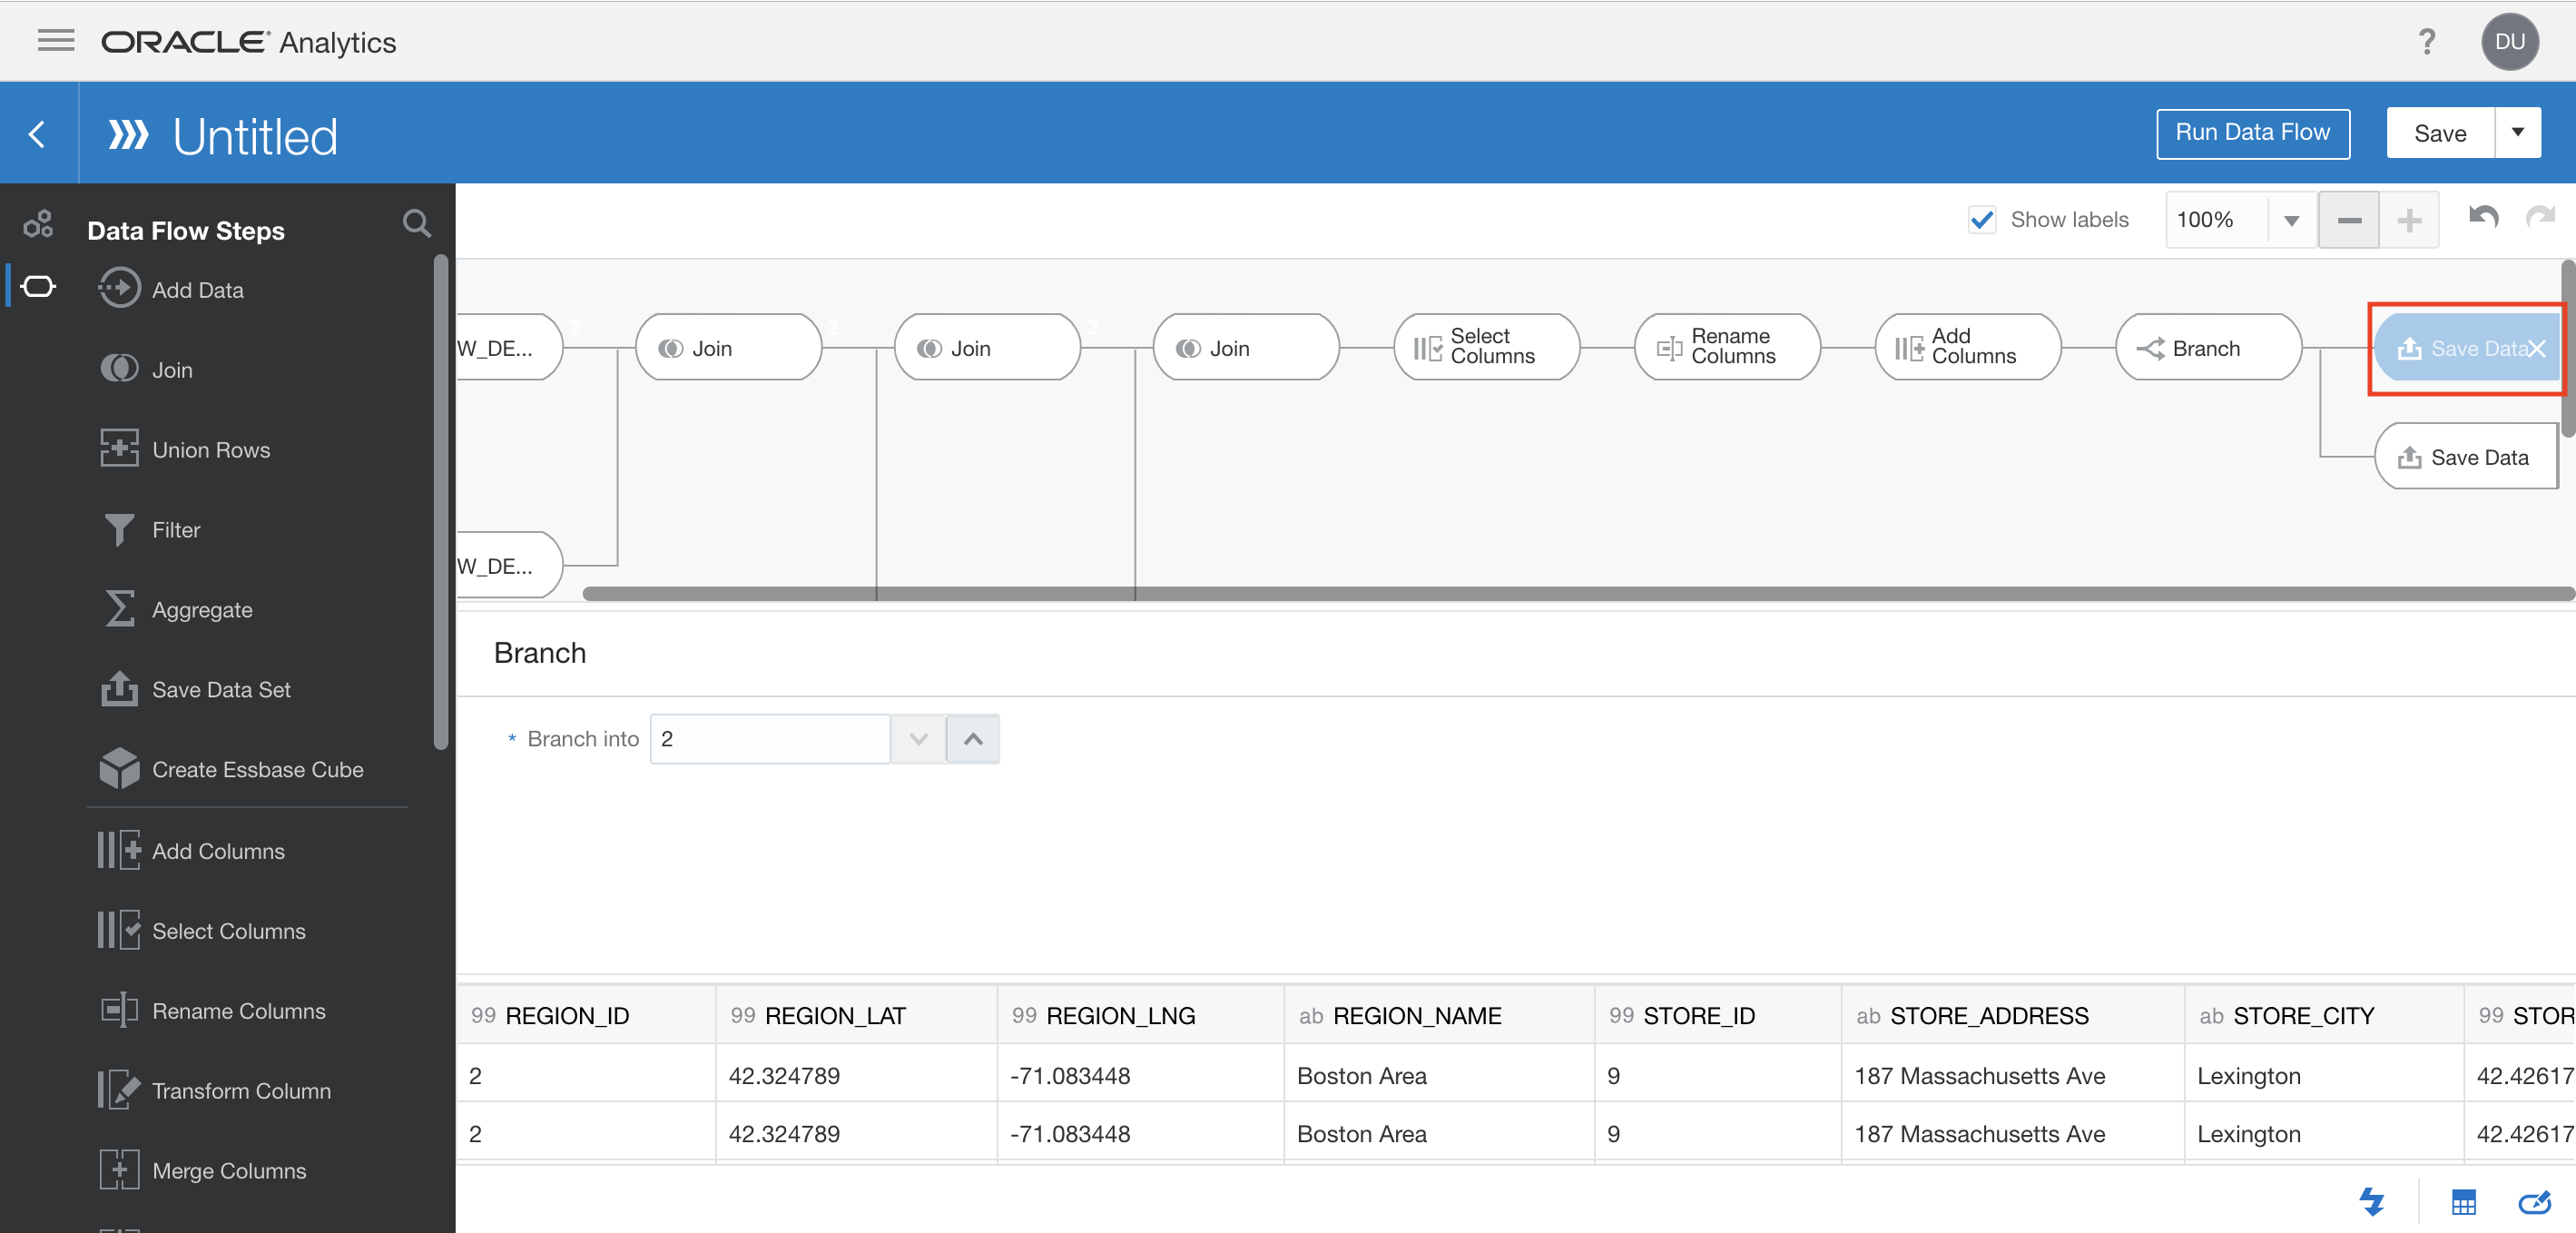 ORACLE Analytics
?
DU
Untitled
Run Data Flow
Save
Data Flow Steps
Show labels
100%
Add Data
Join
Union Rows
Filter
Aggregate
Save Data Set
Create Essbase Cube
Add Columns
Select Columns
Rename Columns
Transform Column
Merge Columns
W_DE...
2
Join
2
Join
2
Join
Select
Columns
Rename
Columns
Add
Columns
Branch
Save Data
Save Data
W_DE...
Branch
* Branch into 2
99 REGION_ID 99 REGION_LAT 99 REGION_LNG ab REGION_NAME 99 STORE_ID ab STORE_ADDRESS ab STORE_CITY 99 STOR
2 42.324789 -71.083448 Boston Area 9 187 Massachusetts Ave Lexington 42.42617
2 42.324789 -71.083448 Boston Area 9 187 Massachusetts Ave Lexington 42.42617